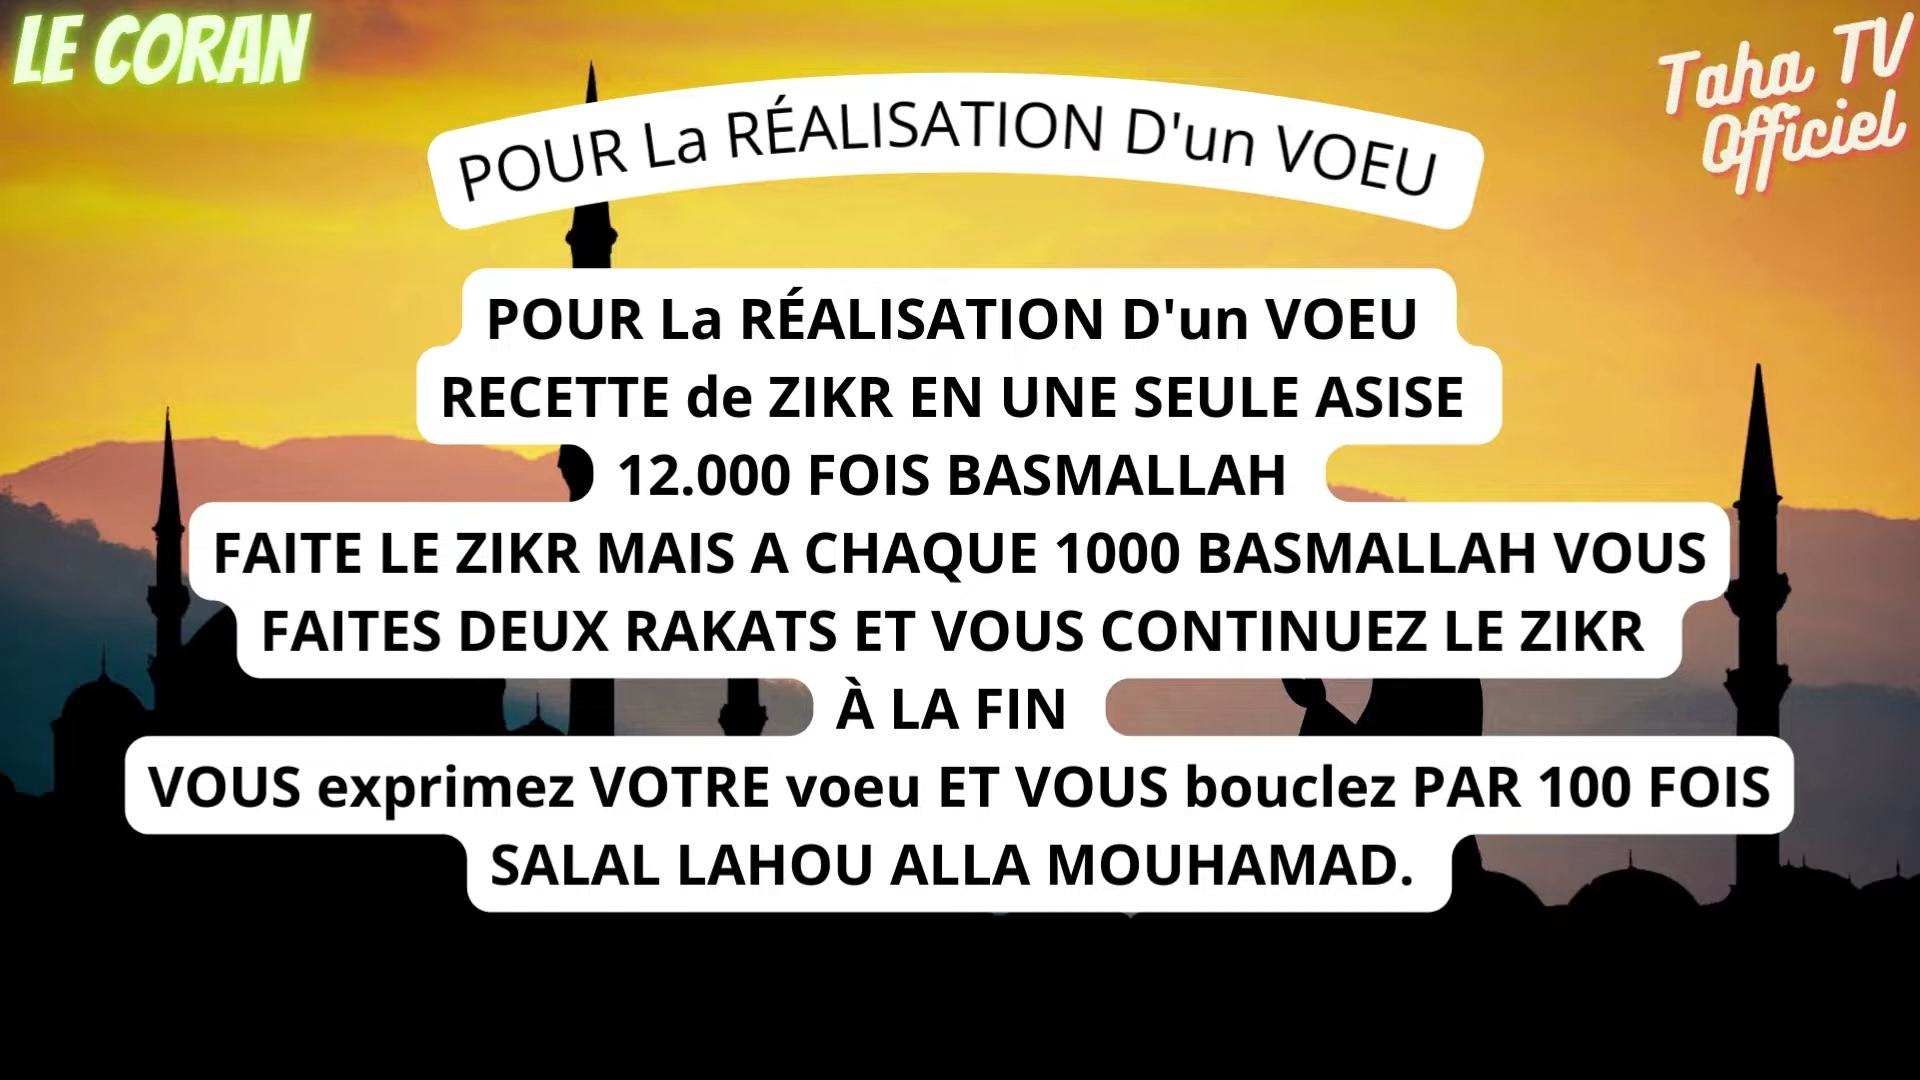 LE CORAN
Taha TV
Officiel
POUR La RÉALISATION D'un VOEU
POUR La RÉALISATION D'un VOEU
RECETTE de ZIKR EN UNE SEULE ASISE
12.000 FOIS BASMALLAH
FAITE LE ZIKR MAIS A CHAQUE 1000 BASMALLAH VOUS
FAITES DEUX RAKATS ET VOUS CONTINUEZ LE ZIKR
À LA FIN
VOUS exprimez VOTRE voeu ET VOUS bouclez PAR 100 FOIS
SALAL LAHOU ALLA MOUHAMAD.